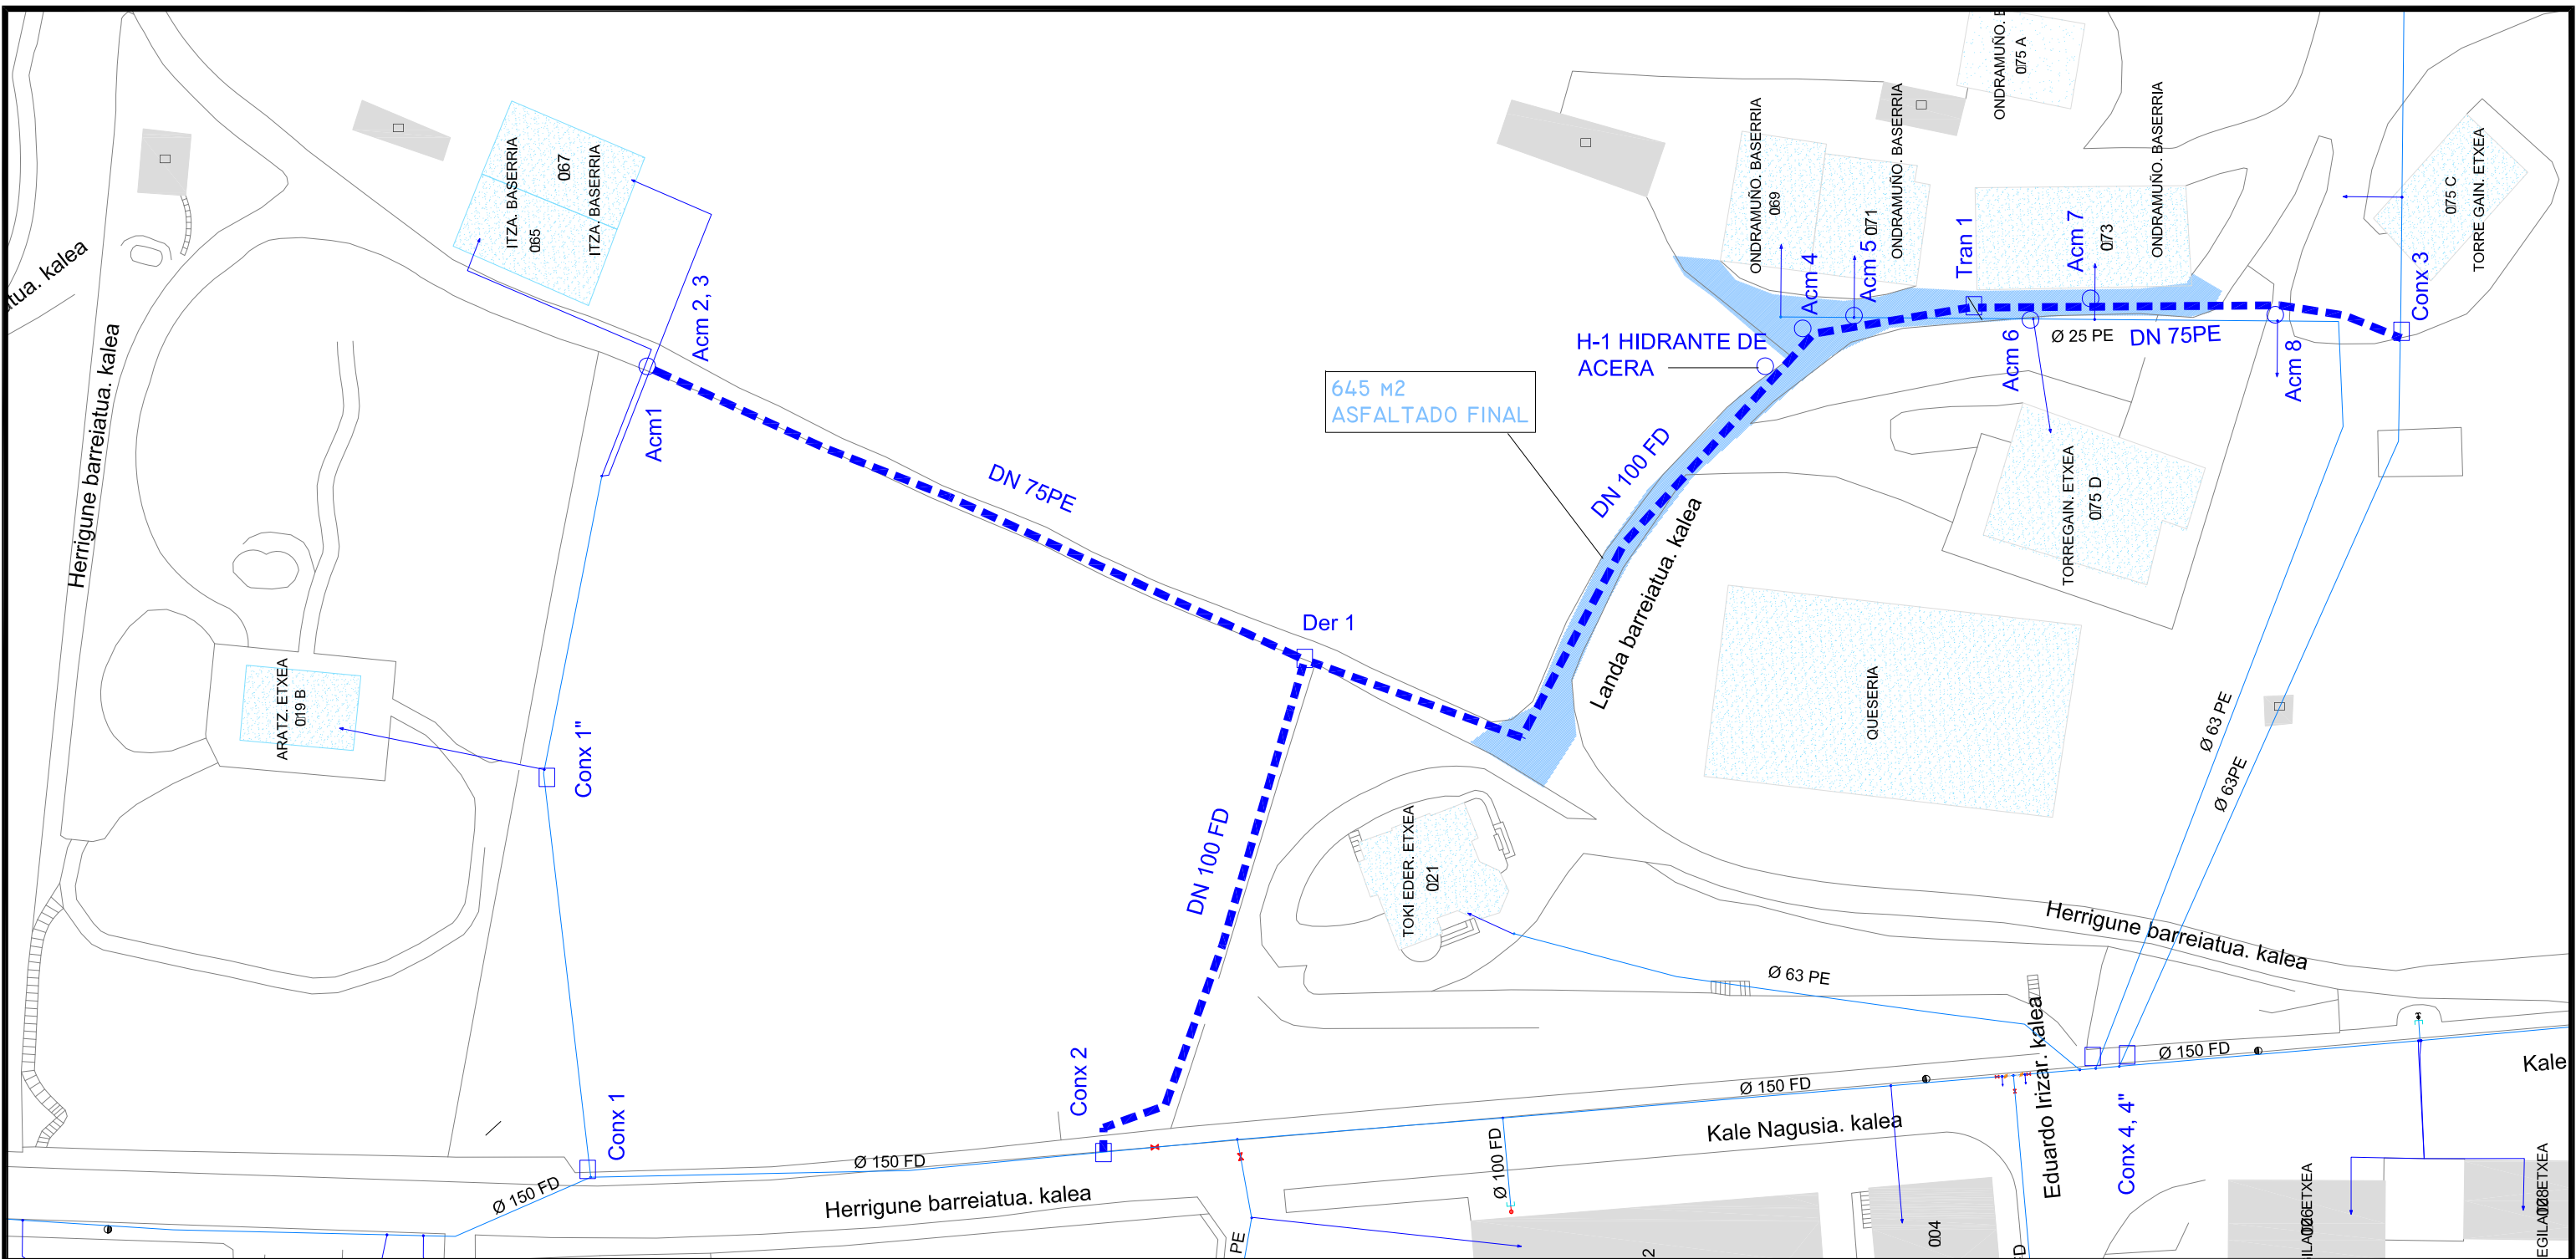 ONDRAMUÑO.
075 A
ITZA. BASERRIA
065
067
ITZA. BASERRIA
ONDRAMUÑO. BASERRIA
069
071
ONDRAMUÑO. BASERRIA
Tran 1
Acm 7
073
ONDRAMUÑO. BASERRIA
075 C
TORRE GAIN. ETXEA
Conx 3
Acm 4
Acm 5
Acm 2, 3
H-1 HIDRANTE DE
ACERA
Acm 6
Ø 25 PE
DN 75PE
Acm 8
645 M2
ASFALTADO FINAL
Acm1
Herrigune barreiatua. kalea
DN 75PE
DN 100 FD
Landa barreiatua. kalea
TORREGAIN. ETXEA
075 D
Der 1
ARATZ. ETXEA
019 B
Conx 1"
QUESERIA
Ø 63 PE
Ø 63PE
DN 100 FD
TOKI EDER. ETXEA
021
Herrigune barreiatua. kalea
Ø 63 PE
Eduardo Irizar. kalea
Conx 2
Conx 1
Ø 150 FD
Ø 150 FD
Kale
Kale Nagusia. kalea
Conx 4, 4"
Ø 150 FD
Ø 150 FD
Ø 100 FD
Herrigune barreiatua. kalea
PE
2
004